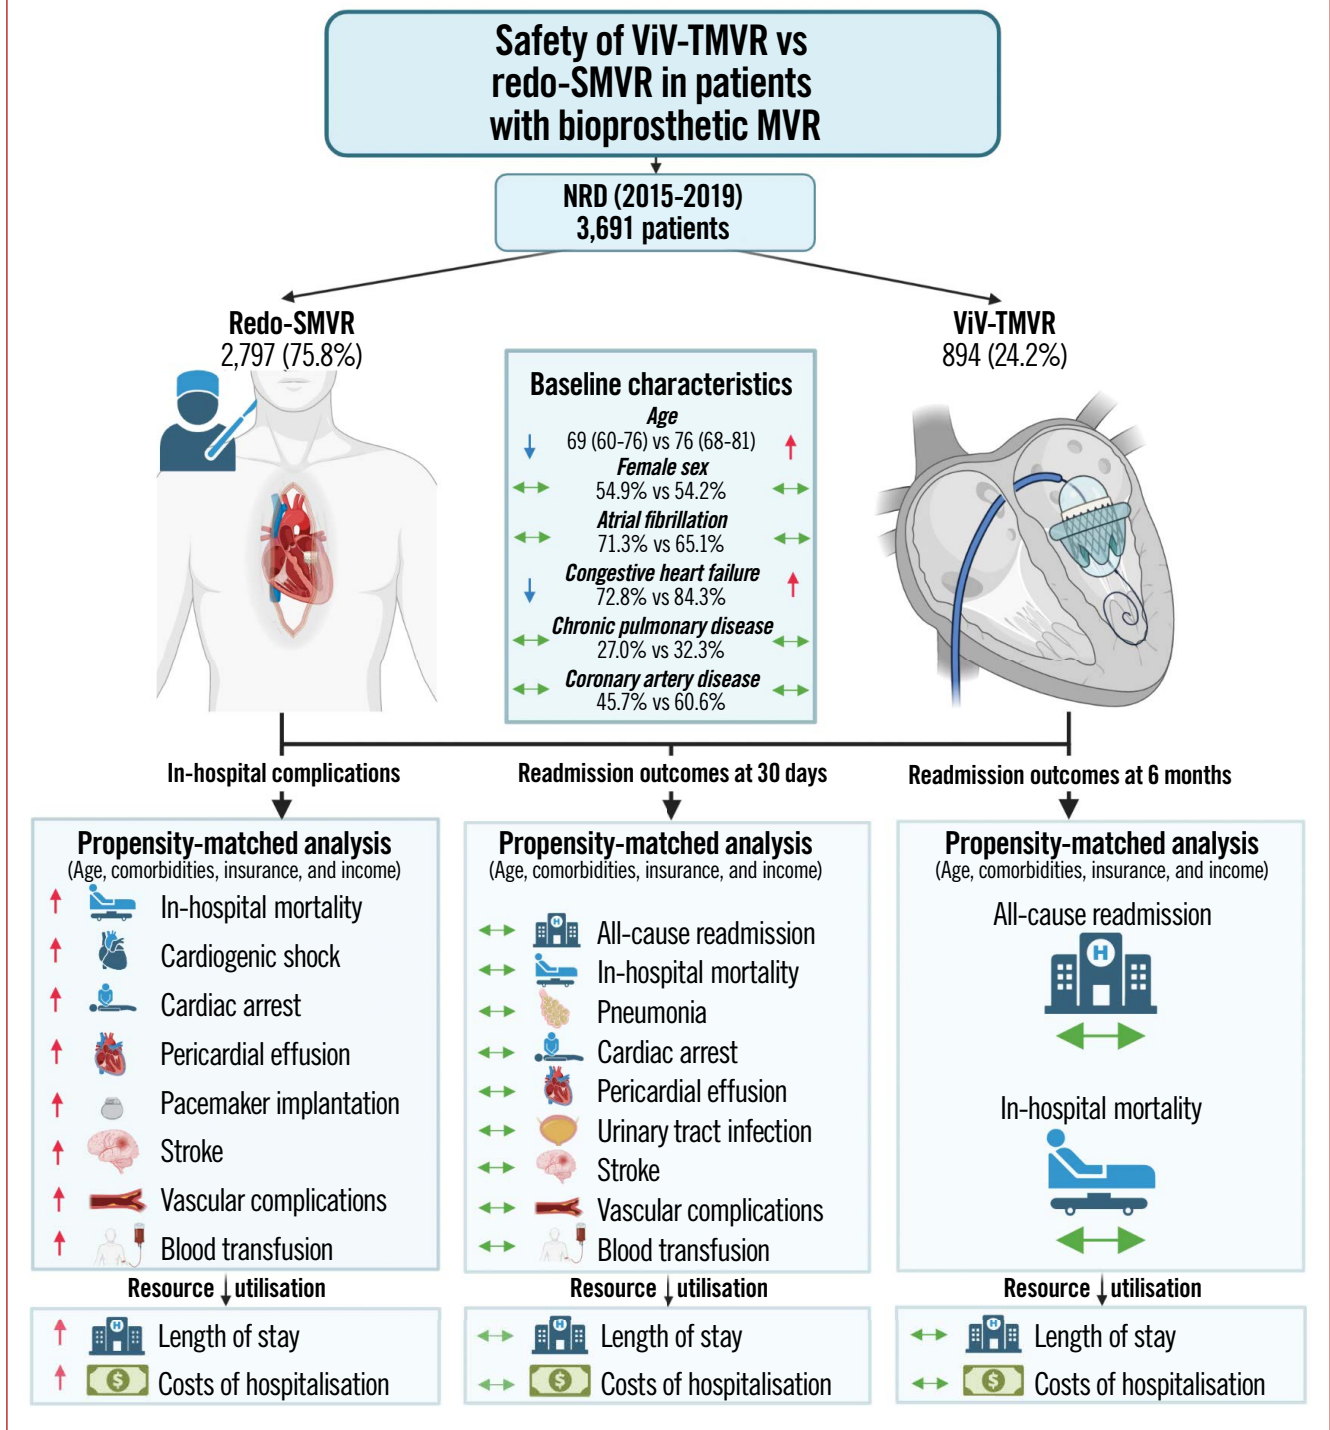 Safety of ViV-TMVR vs
redo-SMVR in patients
with bioprosthetic MVR
NRD (2015-2019)
3,691 patients
Redo-SMVR
2,797 (75.8%)
ViV-TMVR
894 (24.2%)
Baseline characteristics
Age
69 (60-76) vs 76 (68-81)
Female sex
54.9% vs 54.2%
Atrial fibrillation
71.3% vs 65.1%
Congestive heart failure
72.8% vs 84.3%
Chronic pulmonary disease
27.0% vs 32.3%
Coronary artery disease
45.7% vs 60.6%
In-hospital complications
Propensity-matched analysis
(Age, comorbidities, insurance, and income)
In-hospital mortality
Cardiogenic shock
Cardiac arrest
Pericardial effusion
Pacemaker implantation
Stroke
Vascular complications
Blood transfusion
Resource utilisation
H
Length of stay
$
Costs of hospitalisation
Readmission outcomes at 30 days
Propensity-matched analysis
(Age, comorbidities, insurance, and income)
H
All-cause readmission
In-hospital mortality
Pneumonia
Cardiac arrest
Pericardial effusion
Urinary tract infection
Stroke
Vascular complications
Blood transfusion
Resource utilisation
H
Length of stay
$
Costs of hospitalisation
Readmission outcomes at 6 months
Propensity-matched analysis
(Age, comorbidities, insurance, and income)
All-cause readmission
H
In-hospital mortality
Resource utilisation
H
Length of stay
$
Costs of hospitalisation